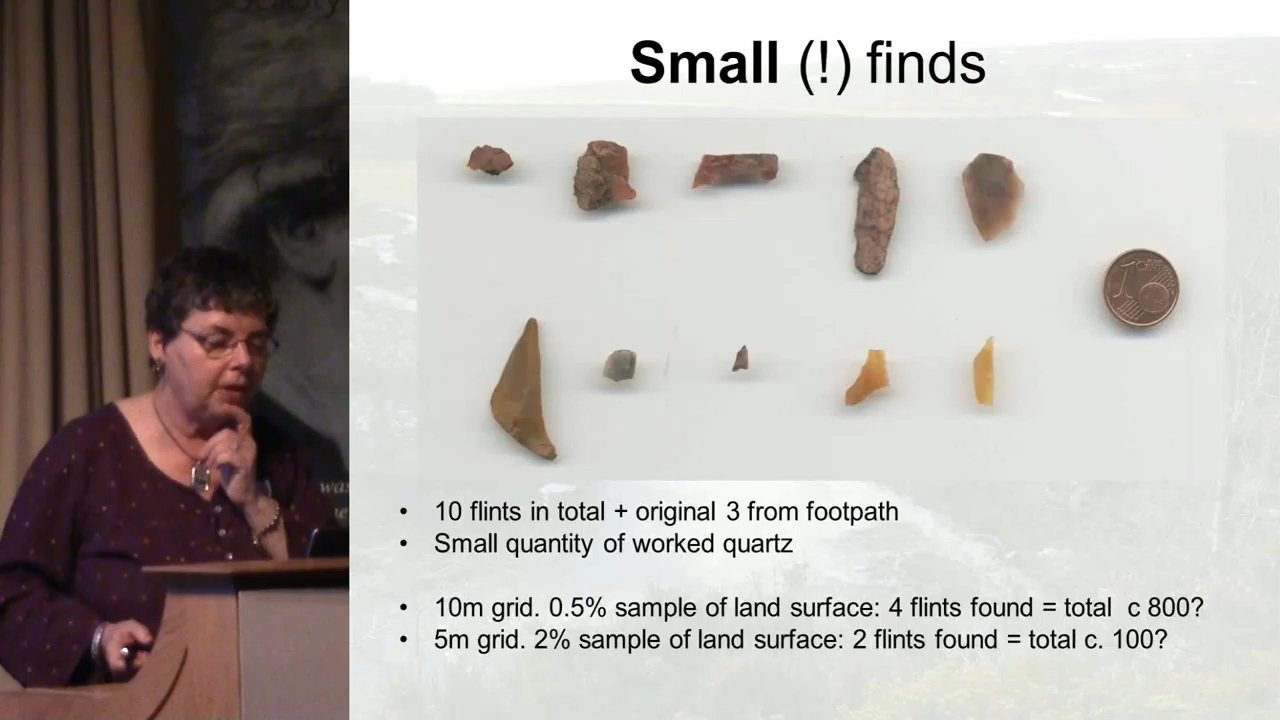 Small (!) finds
• 10 flints in total + original 3 from footpath
• Small quantity of worked quartz
• 10m grid. 0.5% sample of land surface: 4 flints found = total c 800?
• 5m grid. 2% sample of land surface: 2 flints found = total c. 100?
was